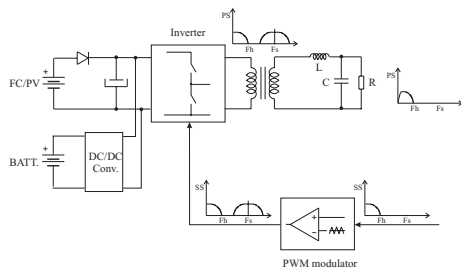 Inverter
PS
Fh Fs
+
FC/PV
L
C
R
PS
Fh Fs
+
BATT.
DC/DC
Conv.
SS
Fh Fs
+
−
SS
Fh Fs
PWM modulator